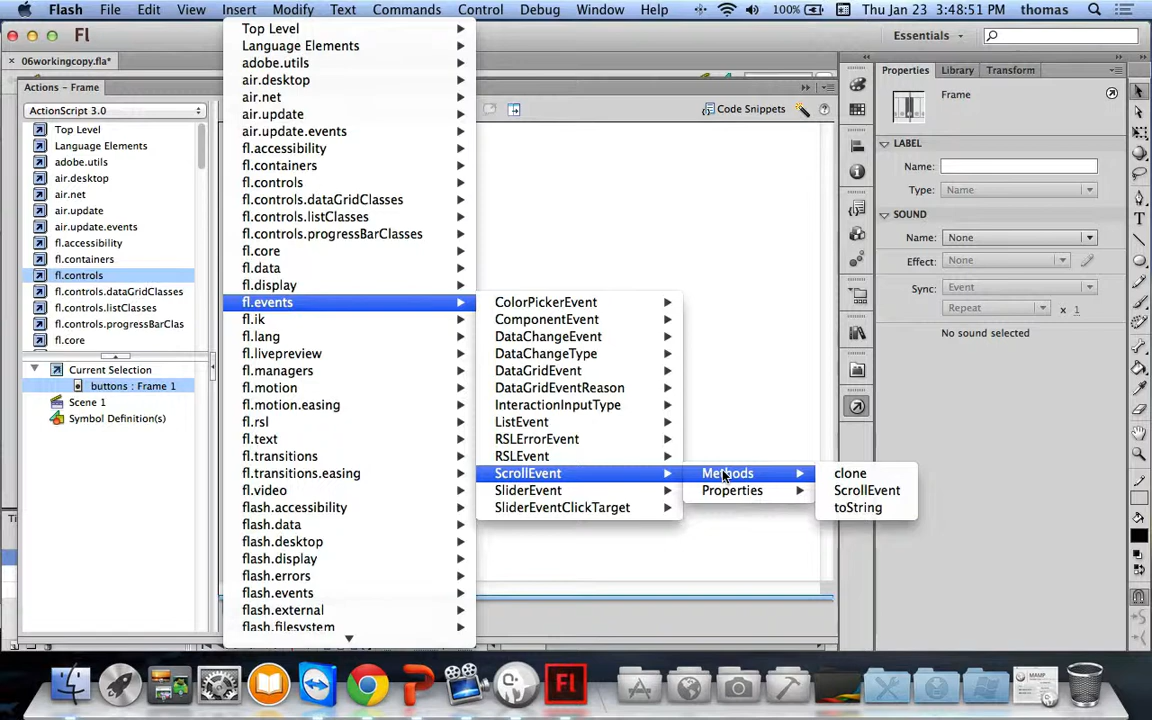 Flash File Edit View Insert Modify Text Commands Control Debug Window Help 100% Thu Jan 23 3:48:51 PM thomas
Fl Essentials
06workingcopy.fla*
Actions - Frame
ActionScript 3.0
Top Level
Language Elements
adobe.utils
air.desktop
air.net
air.update
air.update.events
fl.accessibility
fl.containers
fl.controls
fl.controls.dataGridClasses
fl.controls.listClasses
fl.controls.progressBarClas
fl.core
Current Selection
buttons : Frame 1
Scene 1
Symbol Definition(s)
Top Level
Language Elements
adobe.utils
air.desktop
air.net
air.update
air.update.events
fl.accessibility
fl.containers
fl.controls
fl.controls.dataGridClasses
fl.controls.listClasses
fl.controls.progressBarClasses
fl.core
fl.data
fl.display
fl.events
fl.ik
fl.lang
fl.livepreview
fl.managers
fl.motion
fl.motion.easing
fl.rsl
fl.text
fl.transitions
fl.transitions.easing
fl.video
flash.accessibility
flash.data
flash.desktop
flash.display
flash.errors
flash.events
flash.external
flash.filesystem
ColorPickerEvent
ComponentEvent
DataChangeEvent
DataChangeType
DataGridEvent
DataGridEventReason
InteractionInputType
ListEvent
RSLErrorEvent
RSLEvent
ScrollEvent
SliderEvent
SliderEventClickTarget
Methods
Properties
clone
ScrollEvent
toString
Code Snippets
Properties Library Transform
Frame
LABEL
Name:
Type: Name
SOUND
Name: None
Effect: None
Sync: Event
Repeat x 1
No sound selected
Fl
MAMP